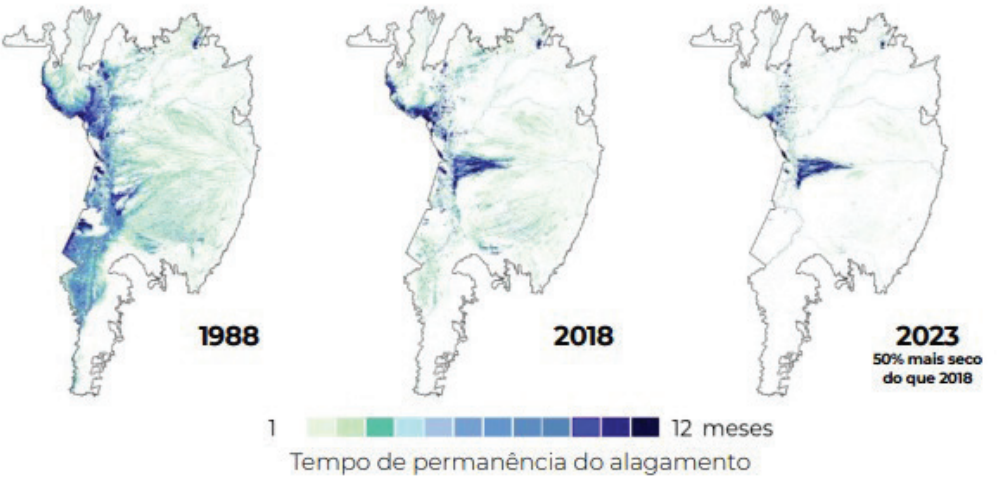 1988
2018
2023
50% mais seco
do que 2018
1
12 meses
Tempo de permanência do alagamento